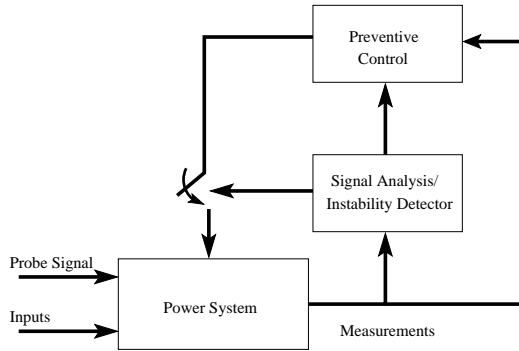 Preventive
Control
Signal Analysis/
Instability Detector
Probe Signal
Power System
Inputs
Measurements